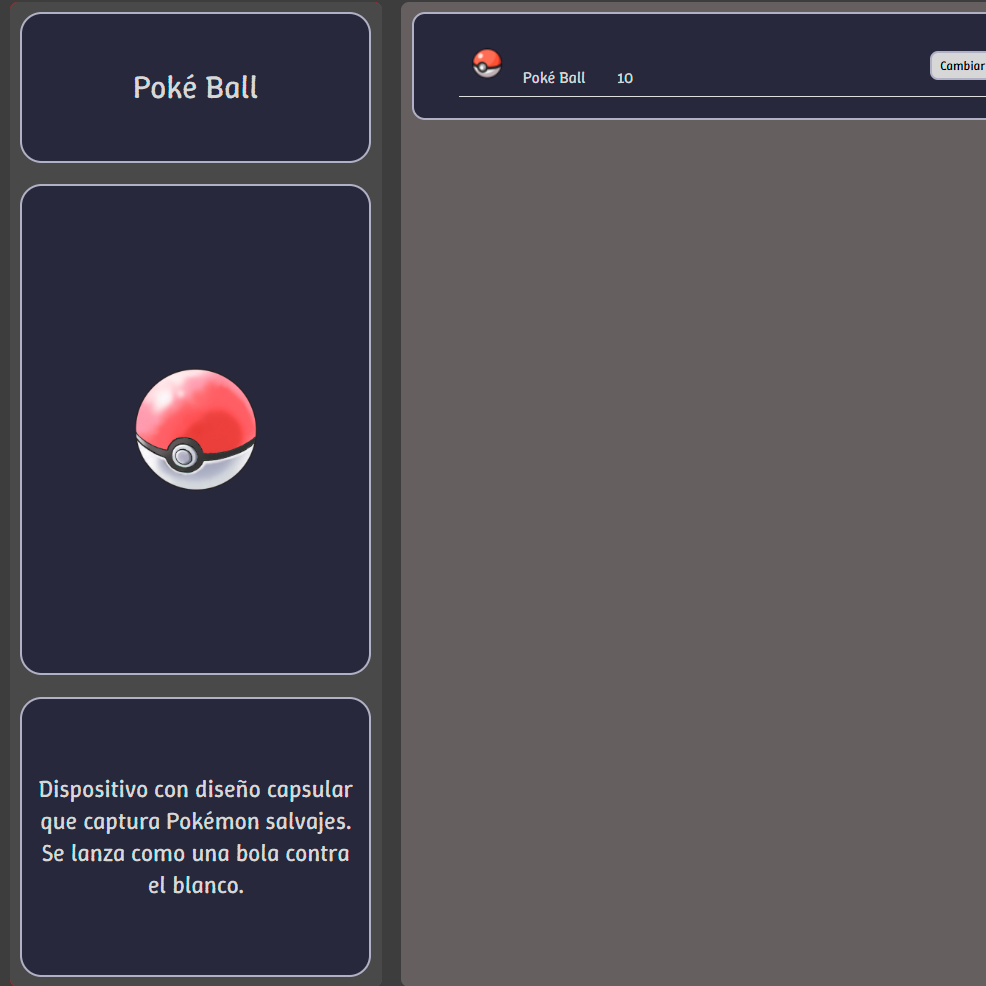 Poké Ball
Dispositivo con diseño capsular
que captura Pokémon salvajes.
Se lanza como una bola contra
el blanco.
Poké Ball 10
Cambiar